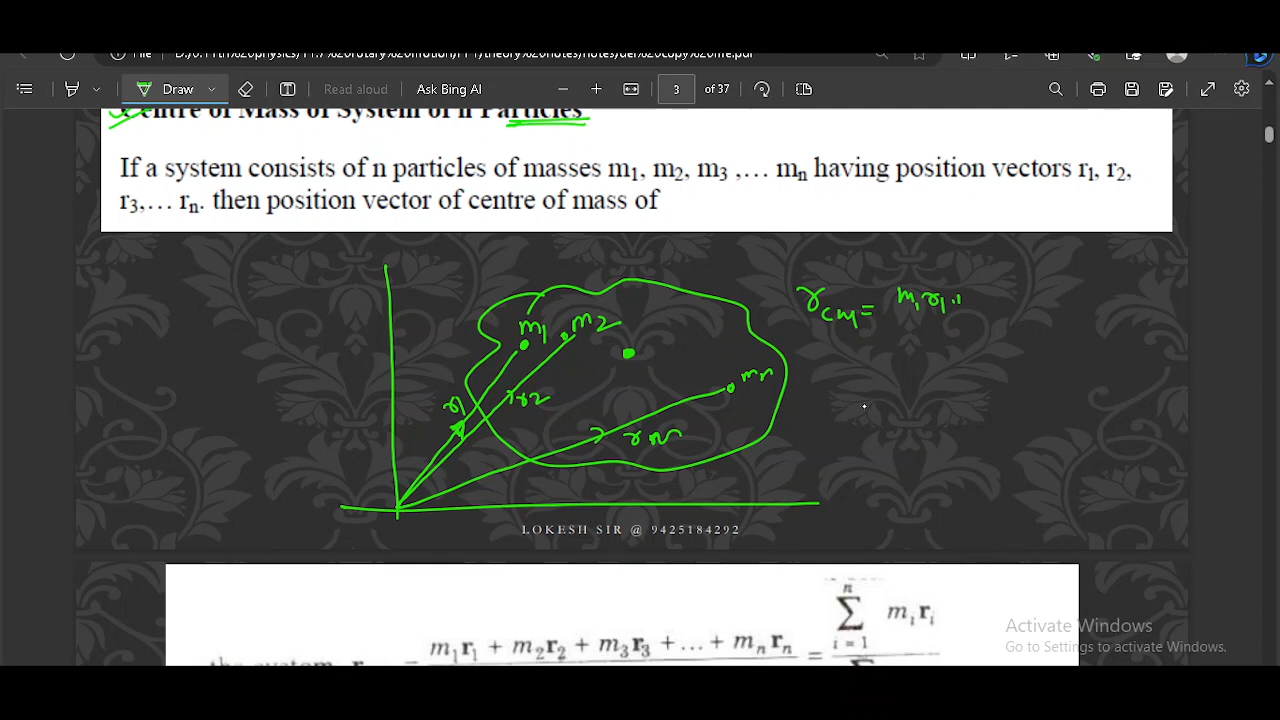 Draw
Read aloud
Ask Bing AI
3
of 37
Centre of Mass of System of n Particles
If a system consists of n particles of masses m1, m2, m3 ,… mn having position vectors r1, r2,
r3,… rn. then position vector of centre of mass of
m1
m2
mn
r1
r2
rn
rcm = m1r1
LOKESH SIR @ 9425184292
m1r1 + m2r2 + m3r3 +...+ mnrn = n∑i = 1 miri
Activate Windows
Go to Settings to activate Windows.